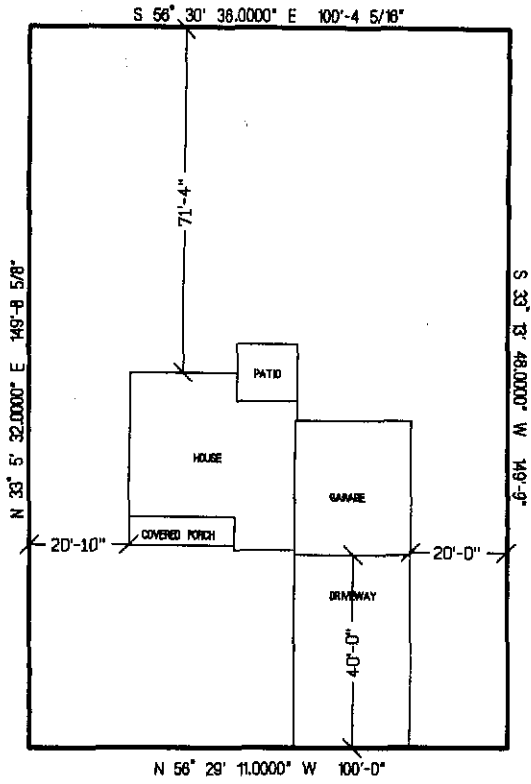 S 56° 30' 38.0000" E 100'-4 5/16"
71'-4"
N 33° 5' 32.0000" E 149'-8 5/8"
S 33° 13' 48.0000" W 149'-9"
PATIO
HOUSE
GARAGE
COVERED PORCH
20'-10"
20'-0"
DRIVEWAY
40'-0"
N 56° 29' 11.0000" W 100'-0"